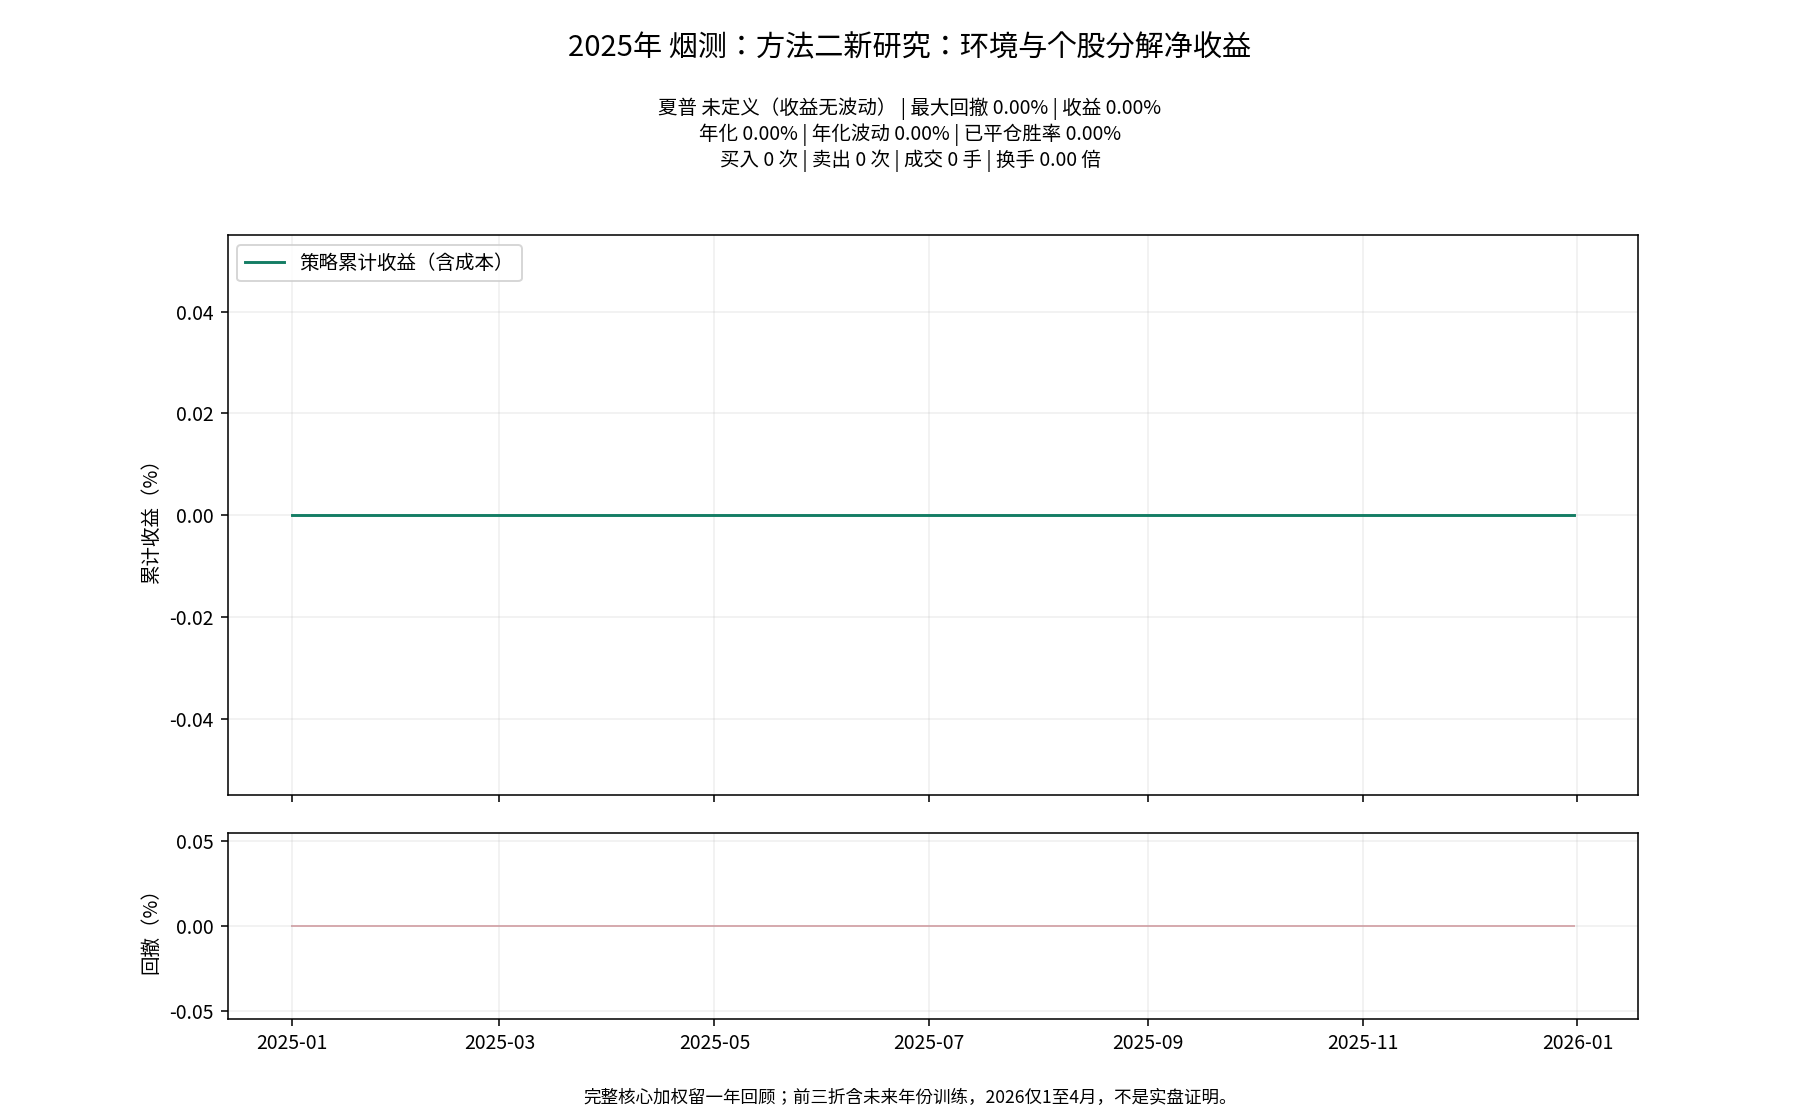 2025年 烟测：方法二新研究：环境与个股分解净收益
夏普 未定义（收益无波动） | 最大回撤 0.00% | 收益 0.00%
年化 0.00% | 年化波动 0.00% | 已平仓胜率 0.00%
买入 0 次 | 卖出 0 次 | 成交 0 手 | 换手 0.00 倍
策略累计收益（含成本）
0.04
0.02
0.00
-0.02
-0.04
累计收益（%）
0.05
0.00
-0.05
回撤（%）
2025-01
2025-03
2025-05
2025-07
2025-09
2025-11
2026-01
完整核心加权留一年回顾；前三折含未来年份训练，2026仅1至4月，不是实盘证明。